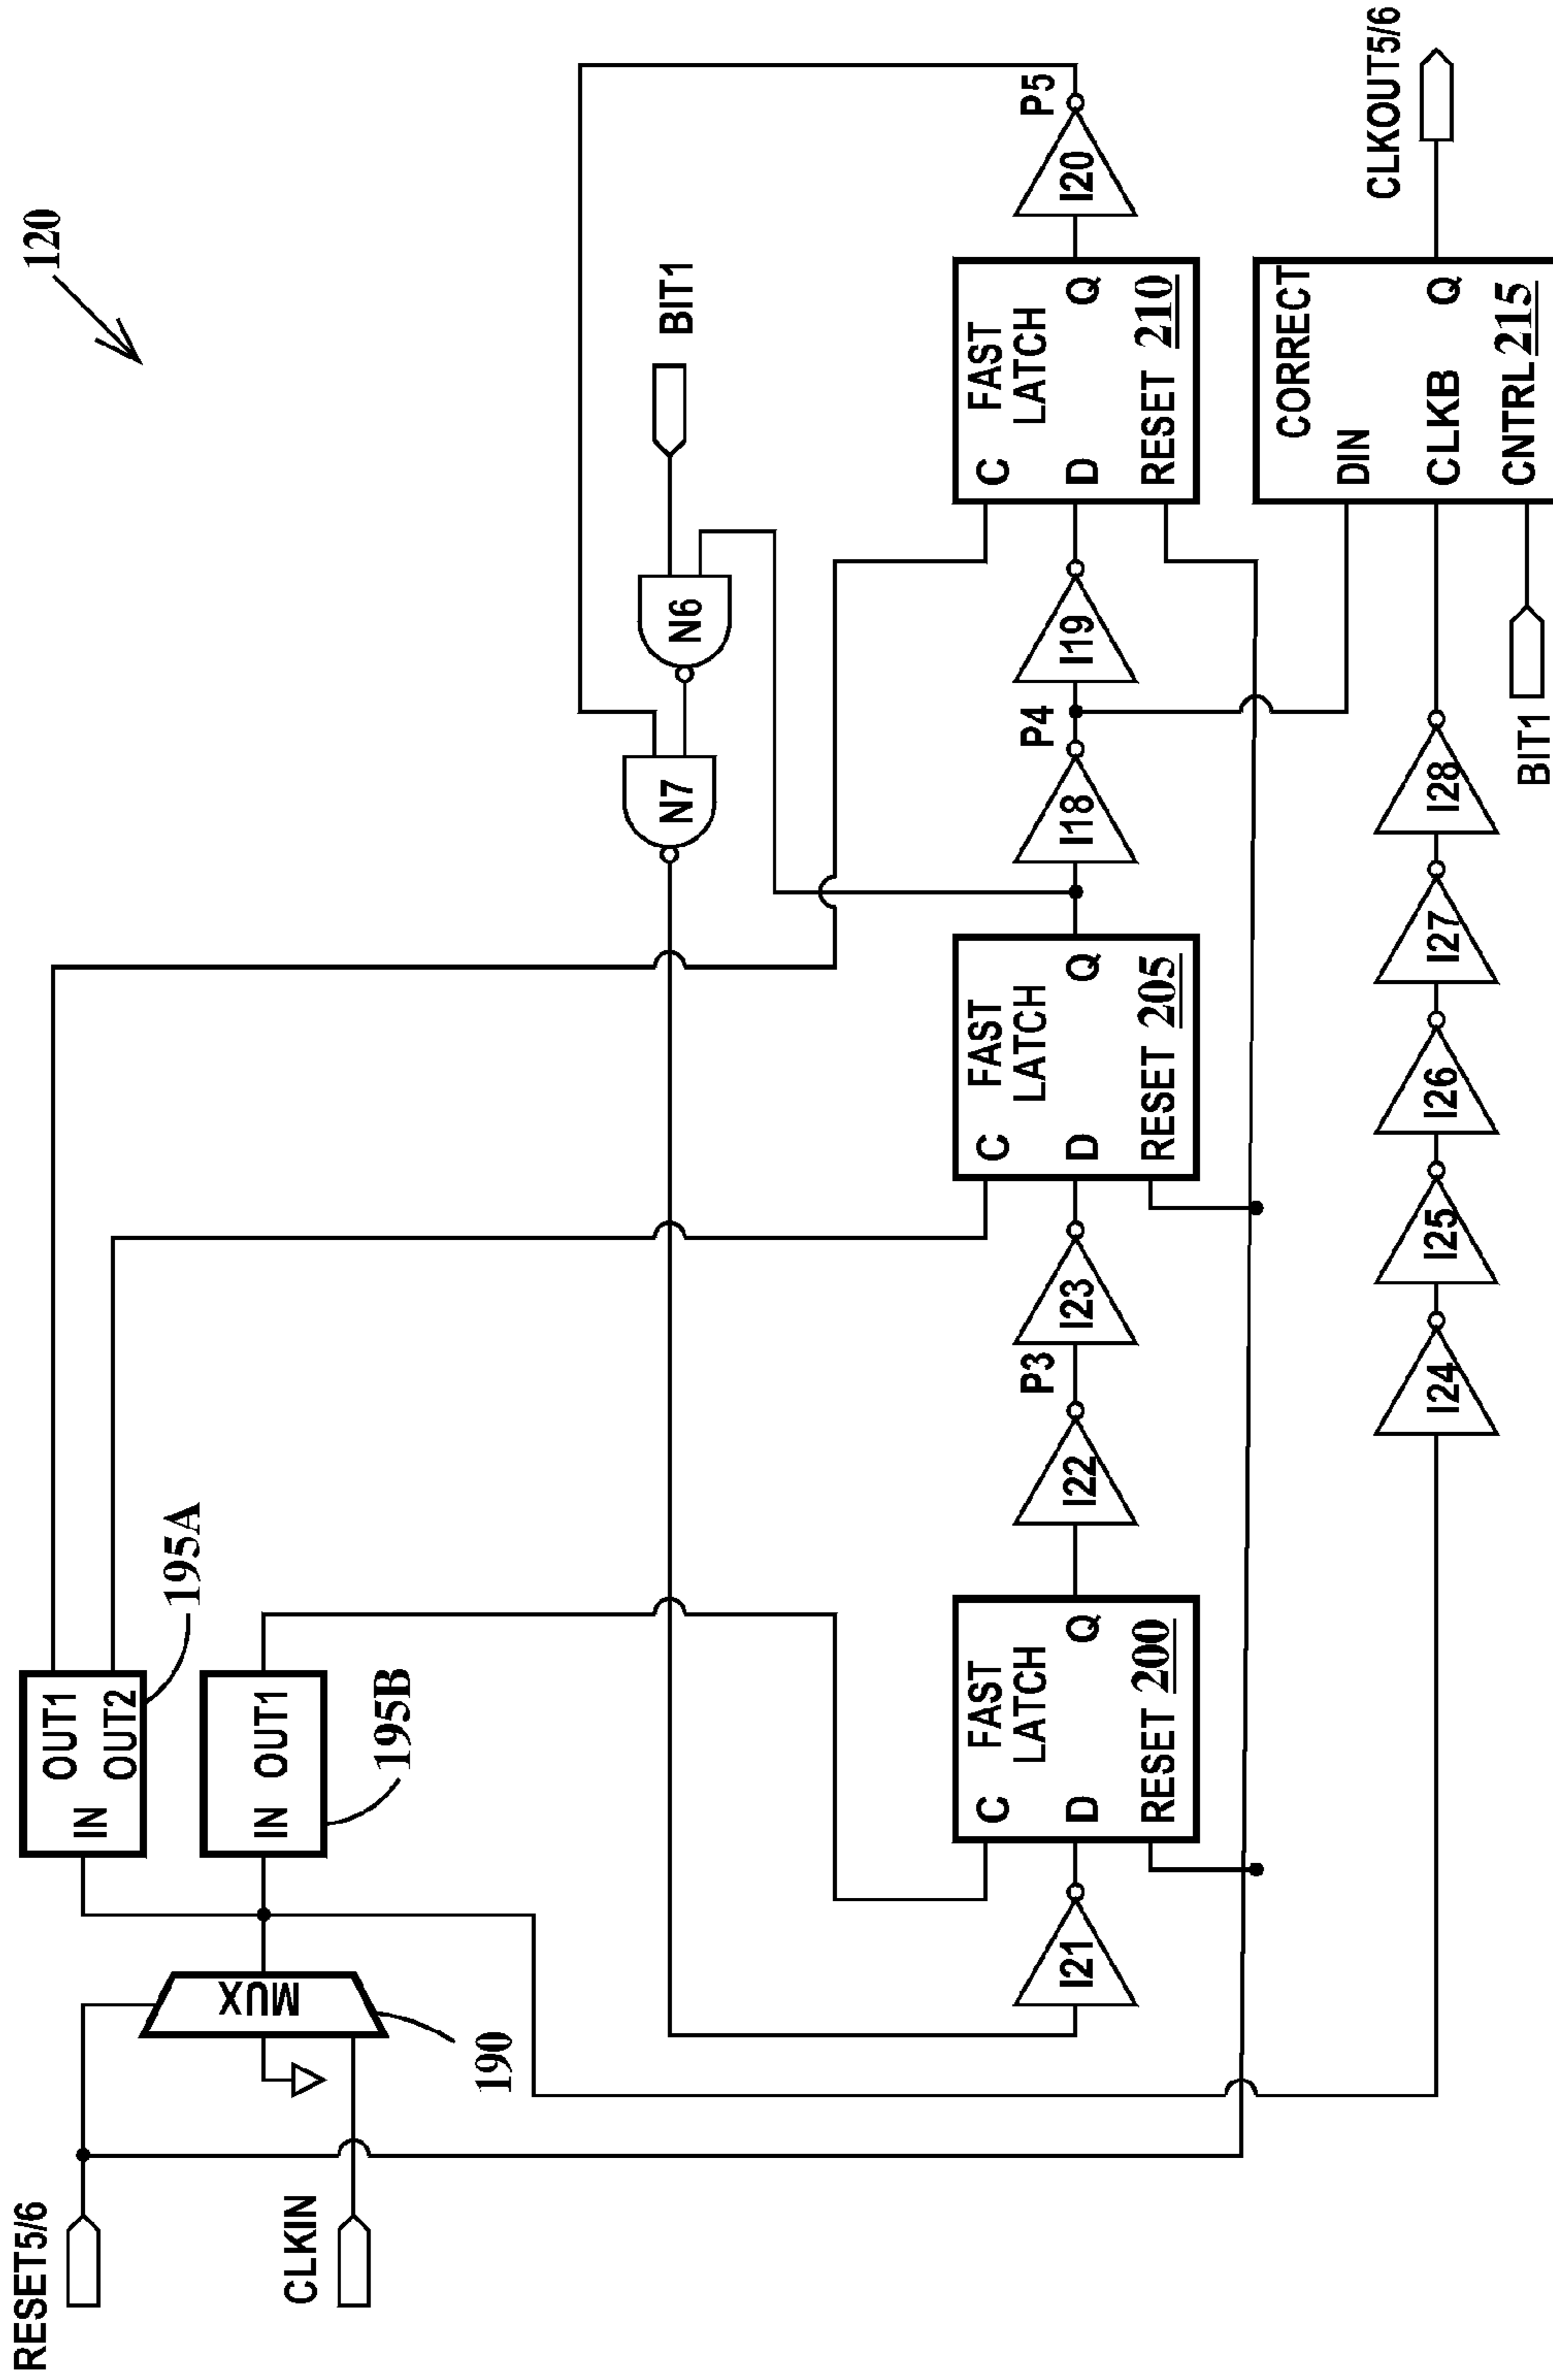 120
RESET5/6
CLKIN
MUX
190
IN
OUT1
OUT2
195A
IN OUT1
195B
BIT1
N7
N6
I21
C
FAST
LATCH
D
Q
RESET 200
I22
P3
I23
C
FAST
LATCH
D
Q
RESET 205
I18
P4
I19
C
FAST
LATCH
D
Q
RESET 210
I20
P5
I24
I25
I26
I27
I28
BIT1
CORRECT
DIN
CLKB
Q
CNTRL 215
CLKOUT5/6